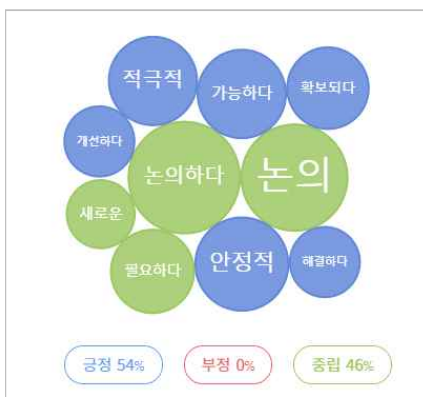 적극적
가능하다
확보되다
개선하다
논의하다
논의
새로운
필요하다
안정적
해결하다
긍정 54%
부정 0%
중립 46%